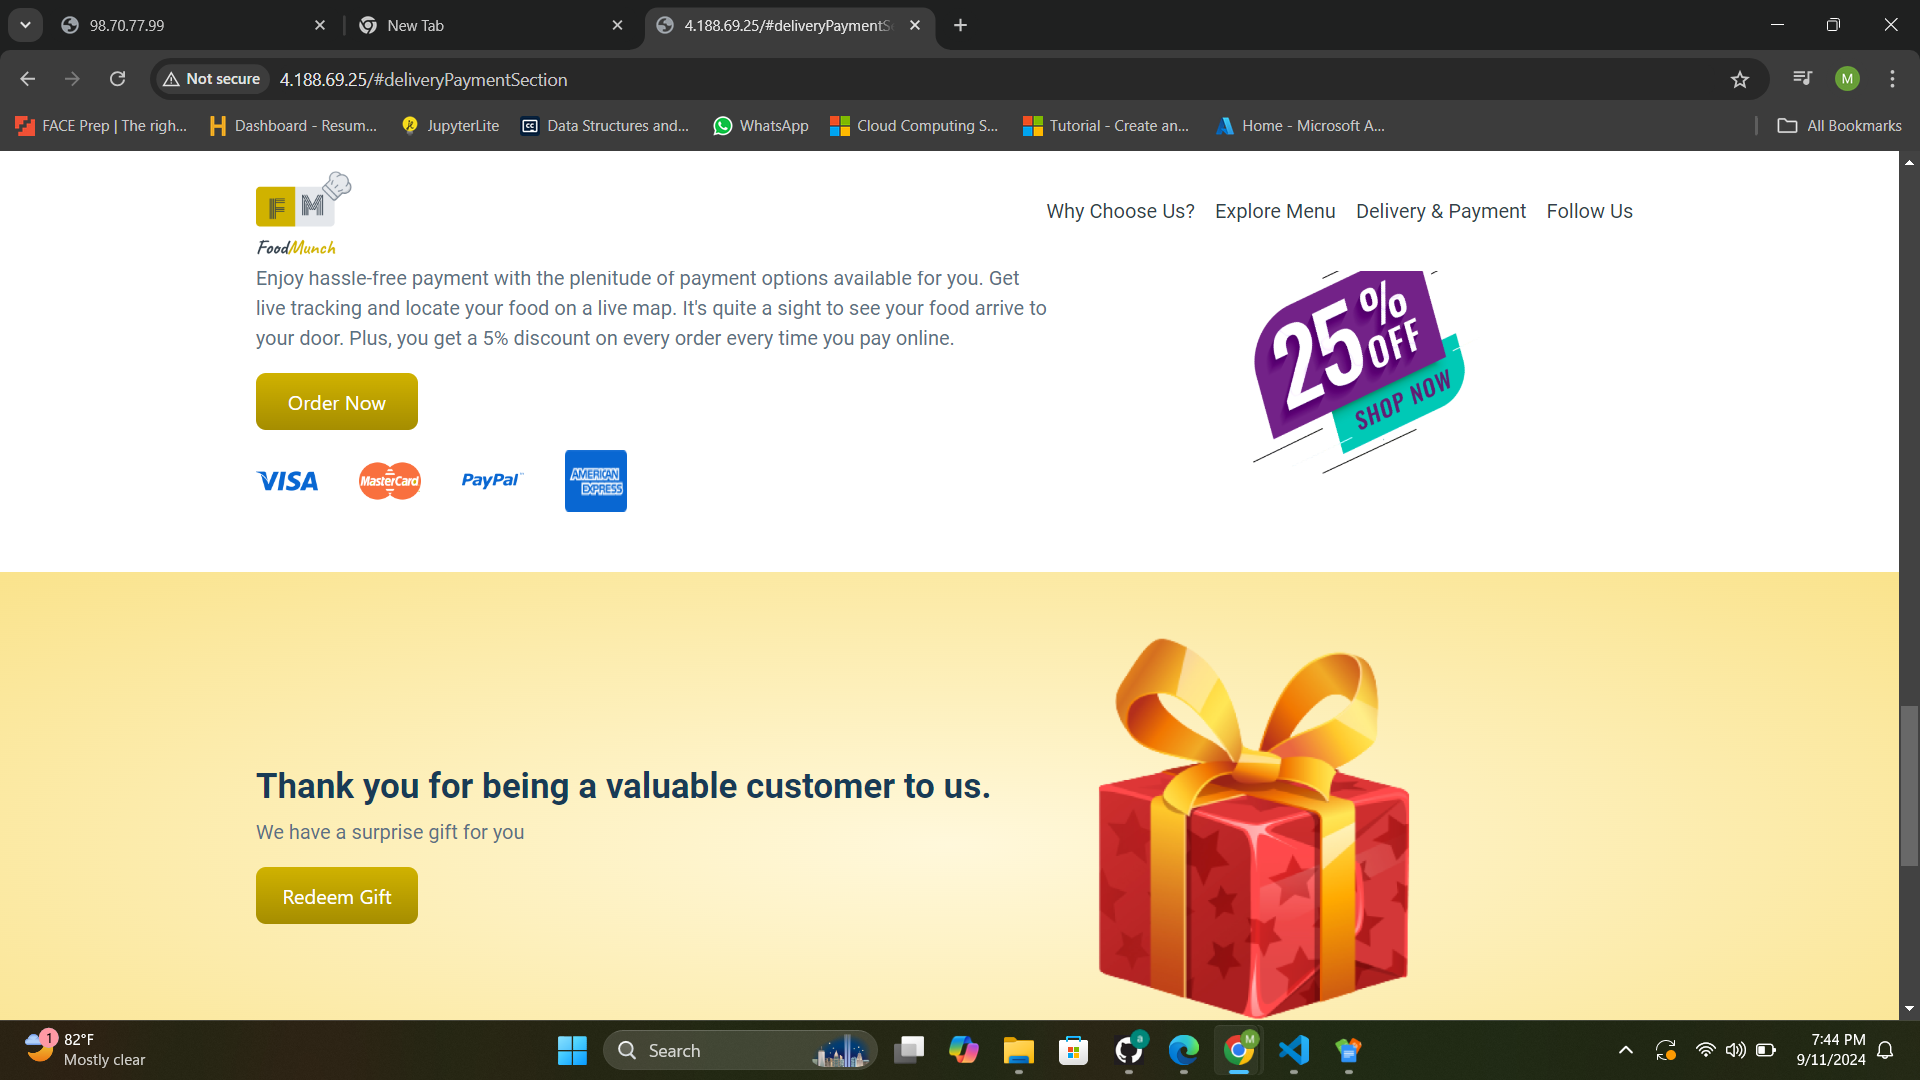 98.70.77.99
New Tab
4.188.69.25/#deliveryPaymentS
Not secure
4.188.69.25/#deliveryPaymentSection
M
FACE Prep | The righ...
Dashboard - Resum...
JupyterLite
Data Structures and...
WhatsApp
Cloud Computing S...
Tutorial - Create an...
Home - Microsoft A...
All Bookmarks
F M
FoodMunch
Why Choose Us?
Explore Menu
Delivery & Payment
Follow Us
Enjoy hassle-free payment with the plenitude of payment options available for you. Get
live tracking and locate your food on a live map. It's quite a sight to see your food arrive to
your door. Plus, you get a 5% discount on every order every time you pay online.
25% OFF
SHOP NOW
Order Now
VISA
MasterCard
PayPal
AMERICAN
EXPRESS
Thank you for being a valuable customer to us.
We have a surprise gift for you
Redeem Gift
1
82°F
Mostly clear
Search
a
M
7:44 PM
9/11/2024